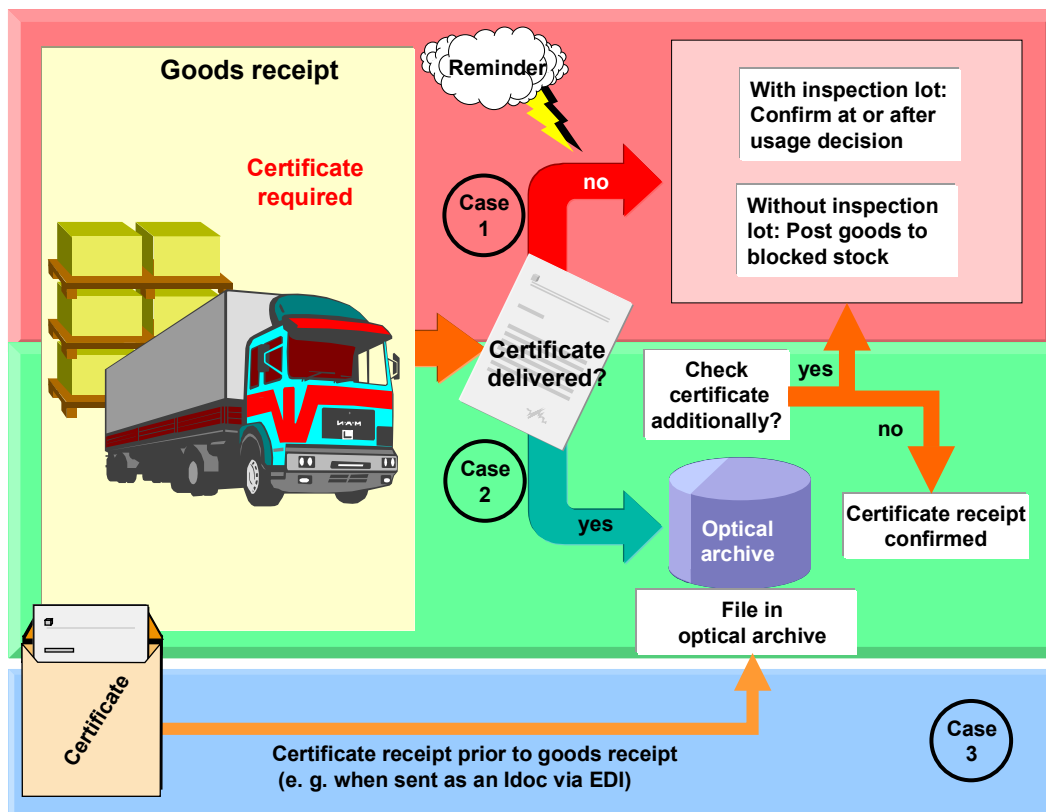 Goods receipt
Certificate
required
Reminder
Case
1
no
With inspection lot:
Confirm at or after
usage decision
Without inspection
lot: Post goods to
blocked stock
Certificate
delivered?
Check
certificate
additionally?
yes
no
Case
2
yes
Optical
archive
Certificate receipt
confirmed
File in
optical archive
M·A·N
L
Certificate
Certificate receipt prior to goods receipt
(e. g. when sent as an Idoc via EDI)
Case
3